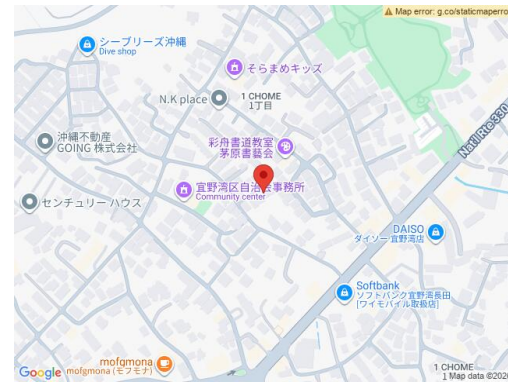 Map error: g.co/staticmaperro
シーブリーズ沖縄
Dive shop
そらまめキッズ
N.K place
1 CHOME
1丁目
沖縄不動産
GOING 株式会社
彩舟書道教室
茅原書藝会
Nat'l Rte 330
宜野湾区自治会事務所
Community center
センチュリー ハウス
DAISO
ダイソー 宜野湾店
Softbank
ソフトバンク宜野湾長田
[ワイモバイル取扱店]
mofgmona
mofgmona (モフモナ)
1 CHOME
1
Google
Map data ©2026